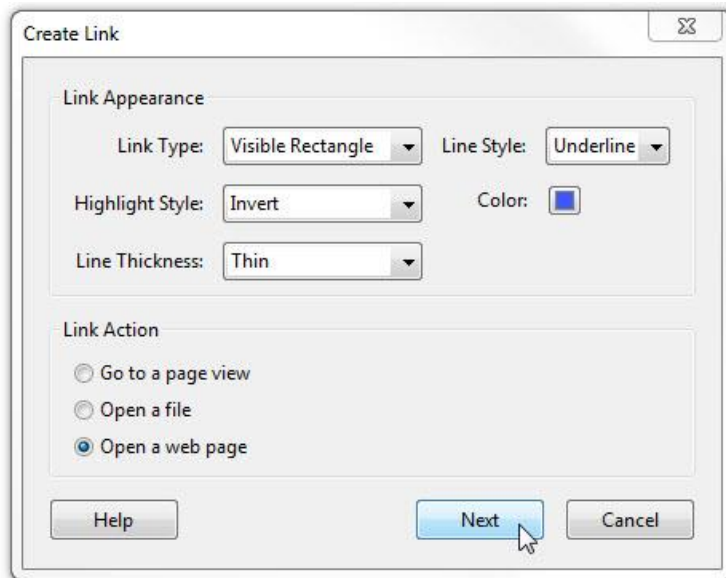 Create Link
Link Appearance
Link Type: Visible Rectangle Line Style: Underline
Highlight Style: Invert Color:
Line Thickness: Thin
Link Action
Go to a page view
Open a file
Open a web page
Help Next Cancel